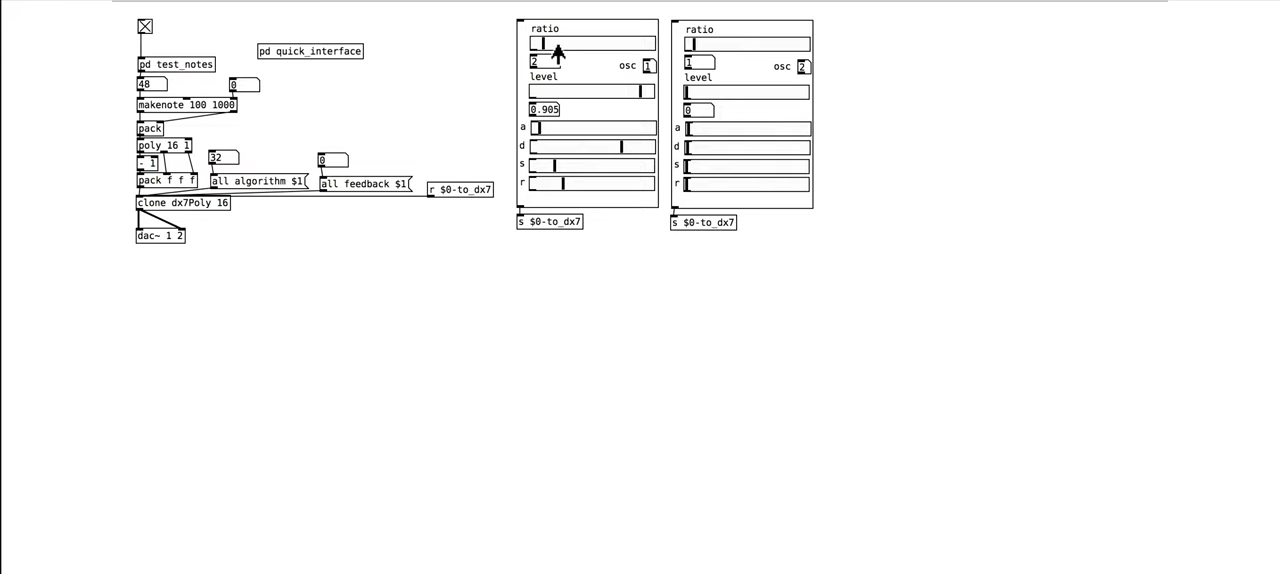 pd quick_interface
pd test_notes
48
0
makenote 100 1000
pack
poly 16 1
- 1
32
0
pack f f f
all algorithm $1
all feedback $1
r $0-to_dx7
clone dx7Poly 16
dac~ 1 2
ratio
2
osc 1
level
0.905
a
d
s
r
s $0-to_dx7
ratio
1
osc 2
level
0
a
d
s
r
s $0-to_dx7